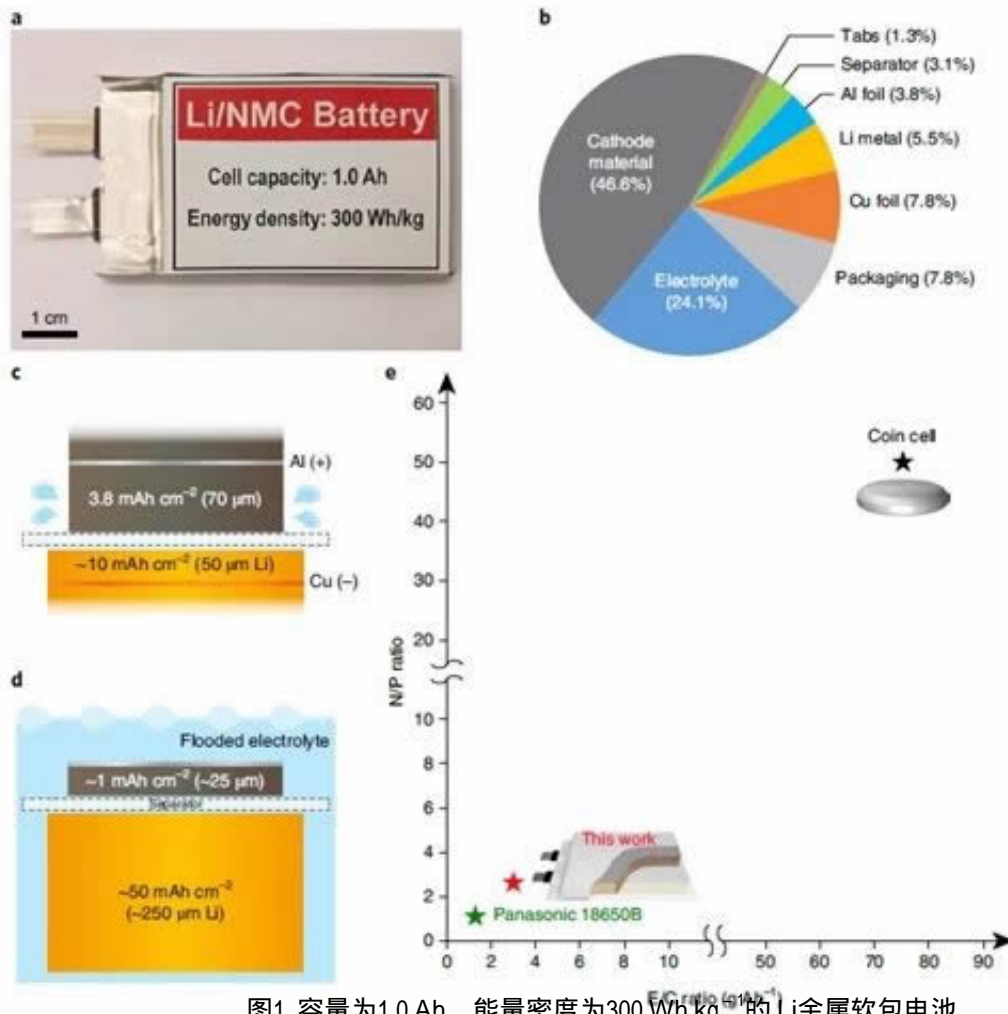 a
Li/NMC Battery
Cell capacity: 1.0 Ah
Energy density: 300 Wh/kg
1 cm
b
Tabs (1.3%)
Separator (3.1%)
Al foil (3.8%)
Li metal (5.5%)
Cu foil (7.8%)
Packaging (7.8%)
Electrolyte
(24.1%)
Cathode
material
(46.6%)
c
Al (+)
3.8 mAh cm⁻² (70 μm)
~10 mAh cm⁻² (50 μm Li)
Cu (–)
d
Flooded electrolyte
~1 mAh cm⁻² (~25 μm)
Separator
~50 mAh cm⁻²
(~250 μm Li)
e
N/P ratio
60
50
40
30
20
10
8
6
4
2
0
Coin cell
This work
Panasonic 18650B
0 2 4 6 8 10 50 60 70 80 90
E/C ratio (g Ah⁻¹)
图1 容量为1.0 Ah、能量密度为300 Wh kg⁻¹的 Li金属软包电池